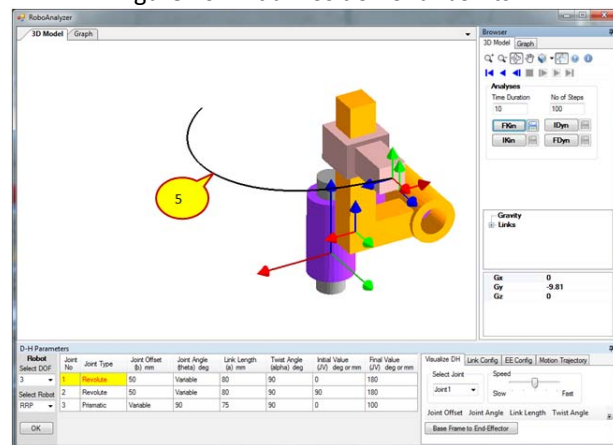 RoboAnalyzer
3D Model Graph
5
Browser
3D Model Graph
Analyses
Time Duration No of Steps
10 100
FKin IDyn
IKin FDyn
Gravity
Links
Gx 0
Gy -9.81
Gz 0
D-H Parameters
Robot
Select DOF
3
Select Robot
RRP
OK
Joint No Joint Type Joint Offset (b) mm Joint Angle (theta) deg Link Length (a) mm Twist Angle (alpha) deg Initial Value (JV) deg or mm Final Value (JV) deg or mm
1 Revolute 50 Variable 80 90 0 180
2 Revolute 50 Variable 80 90 90 180
3 Prismatic Variable 90 75 90 0 100
Visualize DH Link Config EE Config Motion Trajectory
Select Joint Speed
Joint1 Slow Fast
Joint Offset Joint Angle Link Length Twist Angle
Base Frame to End-Effector